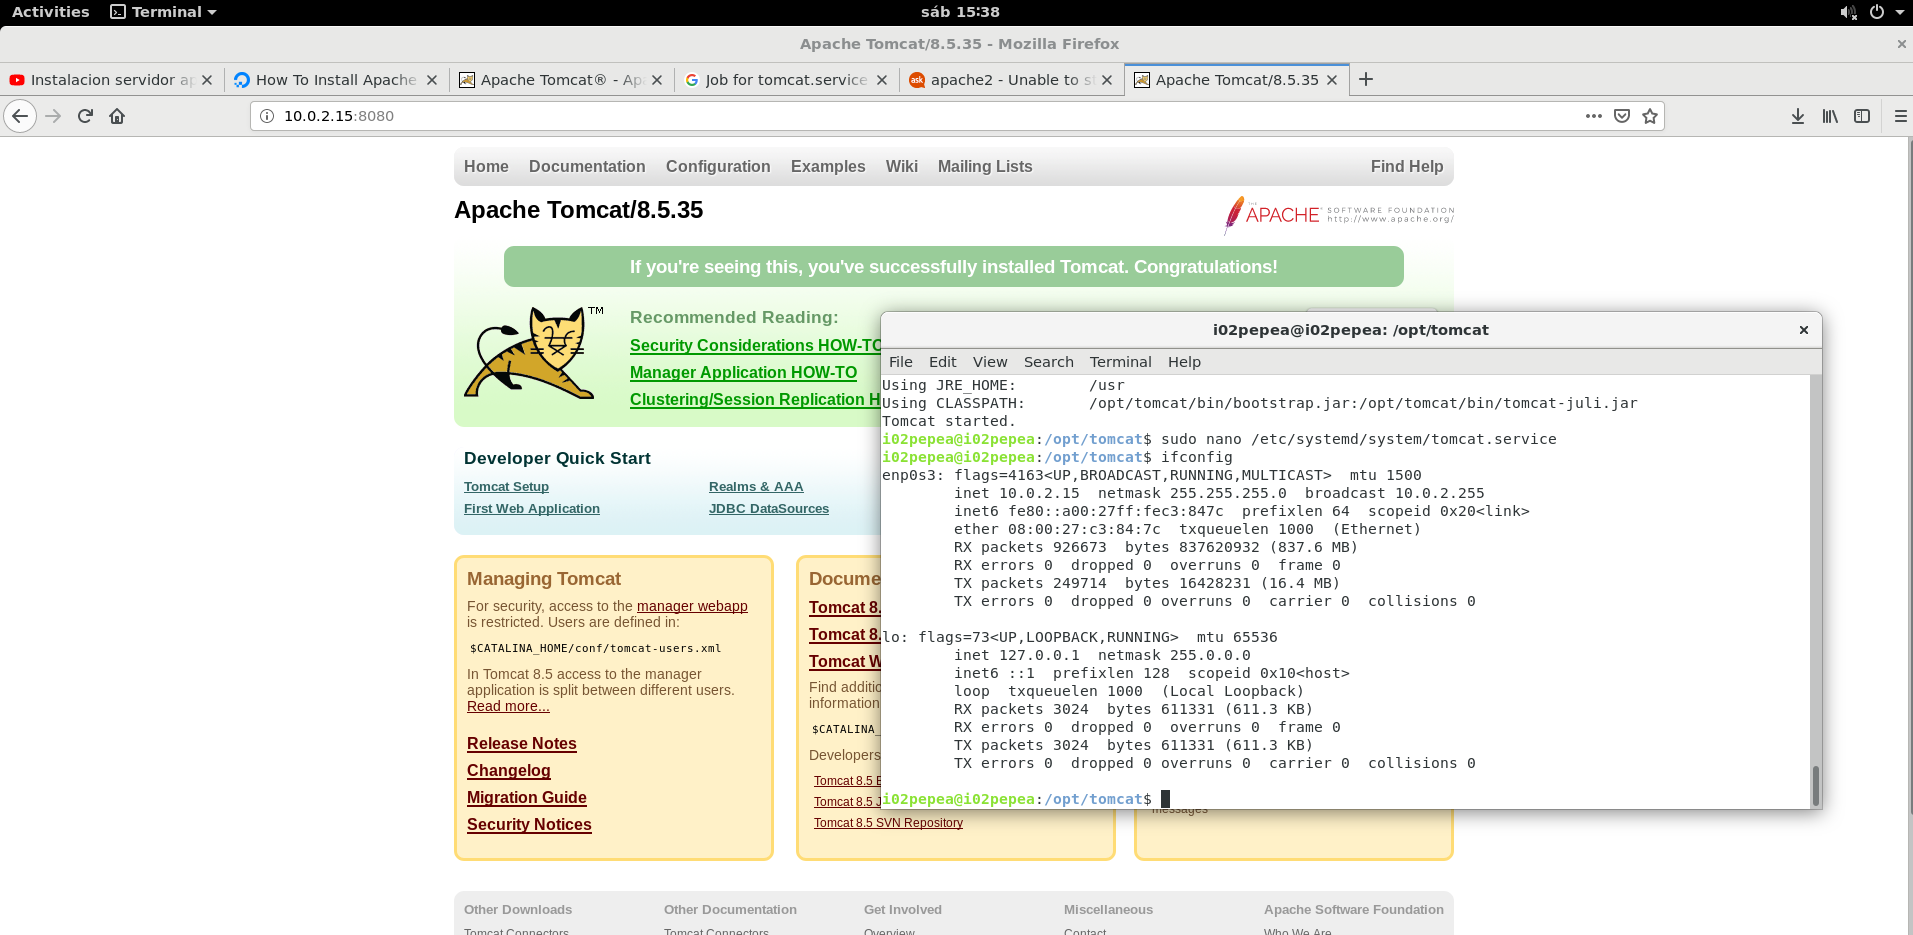 Activities
Terminal
sáb 15:38
Apache Tomcat/8.5.35 - Mozilla Firefox
Instalacion servidor ap
How To Install Apache
Apache Tomcat® - Ap
Job for tomcat.service
apache2 - Unable to st
Apache Tomcat/8.5.35
10.0.2.15:8080
Home Documentation Configuration Examples Wiki Mailing Lists Find Help
Apache Tomcat/8.5.35
THE APACHE SOFTWARE FOUNDATION
http://www.apache.org/
If you're seeing this, you've successfully installed Tomcat. Congratulations!
TM
Recommended Reading:
Security Considerations HOW-TO
Manager Application HOW-TO
Clustering/Session Replication H
Developer Quick Start
Tomcat Setup
First Web Application
Realms & AAA
JDBC DataSources
Managing Tomcat
For security, access to the manager webapp
is restricted. Users are defined in:
$CATALINA_HOME/conf/tomcat-users.xml
In Tomcat 8.5 access to the manager
application is split between different users.
Read more...
Release Notes
Changelog
Migration Guide
Security Notices
Docume
Tomcat 8.
Tomcat 8.
Tomcat W
Find additio
information
$CATALINA_
Developers
Tomcat 8.5 B
Tomcat 8.5 J
Tomcat 8.5 SVN Repository
messages
i02pepea@i02pepea: /opt/tomcat
File Edit View Search Terminal Help
Using JRE_HOME:        /usr
Using CLASSPATH:       /opt/tomcat/bin/bootstrap.jar:/opt/tomcat/bin/tomcat-juli.jar
Tomcat started.
i02pepea@i02pepea:/opt/tomcat$ sudo nano /etc/systemd/system/tomcat.service
i02pepea@i02pepea:/opt/tomcat$ ifconfig
enp0s3: flags=4163<UP,BROADCAST,RUNNING,MULTICAST>  mtu 1500
        inet 10.0.2.15  netmask 255.255.255.0  broadcast 10.0.2.255
        inet6 fe80::a00:27ff:fec3:847c  prefixlen 64  scopeid 0x20<link>
        ether 08:00:27:c3:84:7c  txqueuelen 1000  (Ethernet)
        RX packets 926673  bytes 837620932 (837.6 MB)
        RX errors 0  dropped 0  overruns 0  frame 0
        TX packets 249714  bytes 16428231 (16.4 MB)
        TX errors 0  dropped 0 overruns 0  carrier 0  collisions 0
lo: flags=73<UP,LOOPBACK,RUNNING>  mtu 65536
        inet 127.0.0.1  netmask 255.0.0.0
        inet6 ::1  prefixlen 128  scopeid 0x10<host>
        loop  txqueuelen 1000  (Local Loopback)
        RX packets 3024  bytes 611331 (611.3 KB)
        RX errors 0  dropped 0  overruns 0  frame 0
        TX packets 3024  bytes 611331 (611.3 KB)
        TX errors 0  dropped 0 overruns 0  carrier 0  collisions 0
i02pepea@i02pepea:/opt/tomcat$
Other Downloads
Tomcat Connectors
Other Documentation
Tomcat Connectors
Get Involved
Overview
Miscellaneous
Contact
Apache Software Foundation
Who We Are